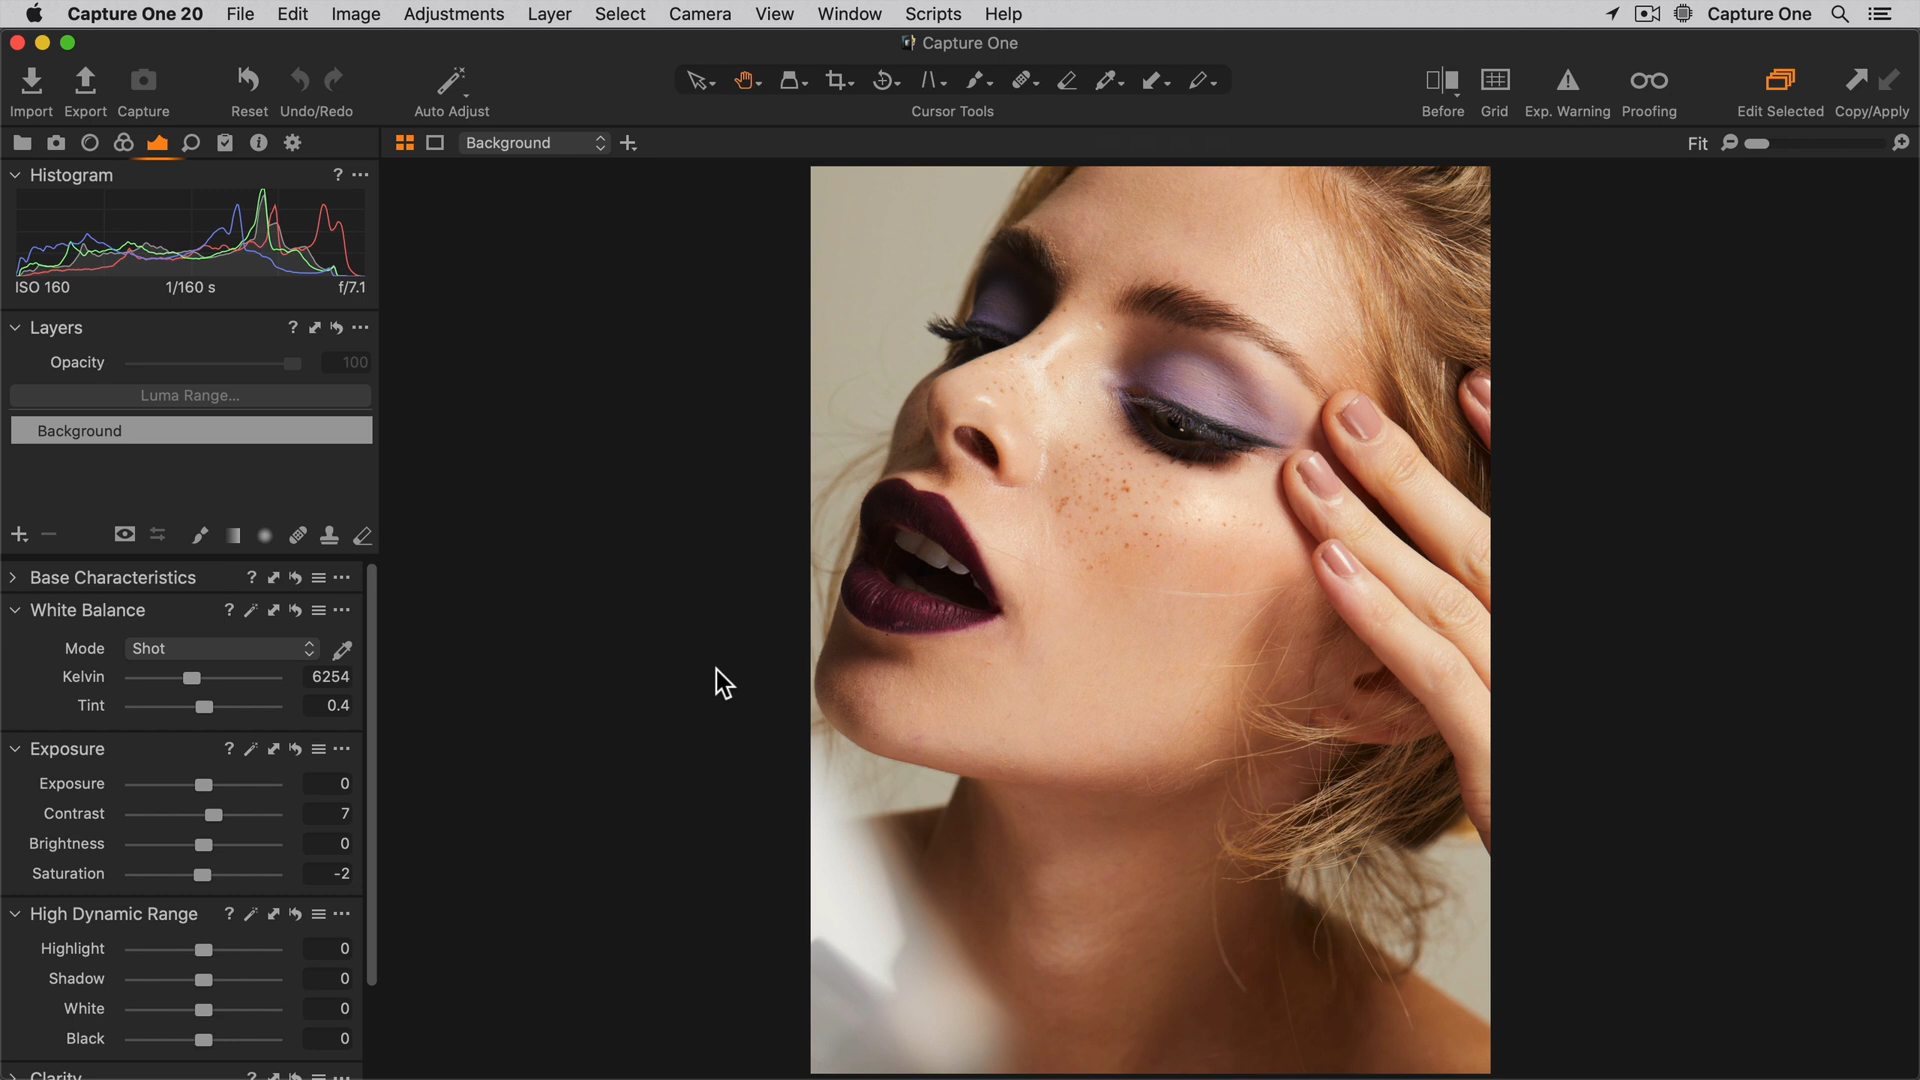 Capture One 20 File Edit Image Adjustments Layer Select Camera View Window Scripts Help Capture One
Capture One
Import Export Capture Reset Undo/Redo Auto Adjust Cursor Tools Before Grid Exp. Warning Proofing Edit Selected Copy/Apply
Background Fit
Histogram ?
ISO 160 1/160 s f/7.1
Layers ?
Opacity 100
Luma Range...
Background
Base Characteristics ?
White Balance ?
Mode Shot
Kelvin 6254
Tint 0.4
Exposure ?
Exposure 0
Contrast 7
Brightness 0
Saturation -2
High Dynamic Range ?
Highlight 0
Shadow 0
White 0
Black 0
Clarity ?